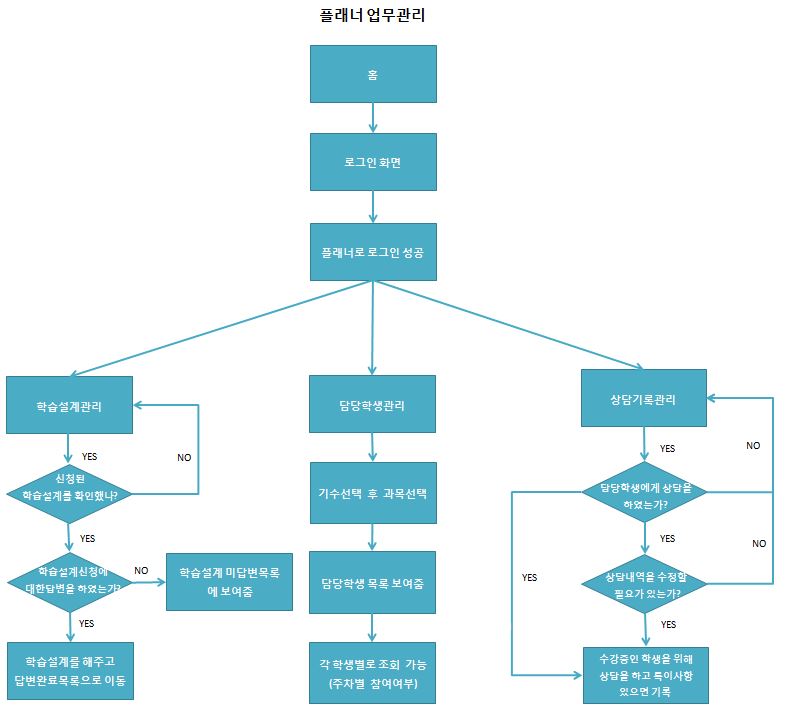 플래너 업무관리
홈
로그인 화면
플래너로 로그인 성공
학습설계관리
YES
NO
신청된
학습설계를 확인했나?
YES
학습설계신청에
대한답변을 하였는가?
NO
학습설계 미답변목록
에 보여줌
YES
학습설계를 해주고
답변완료목록으로 이동
담당학생관리
기수선택 후 과목선택
담당학생 목록 보여줌
각 학생별로 조회 가능
(주차별 참여여부)
상담기록관리
YES
NO
담당학생에게 상담을
하였는가?
YES
NO
상담내역을 수정할
필요가 있는가?
YES
YES
수강중인 학생을 위해
상담을 하고 특이사항
있으면 기록